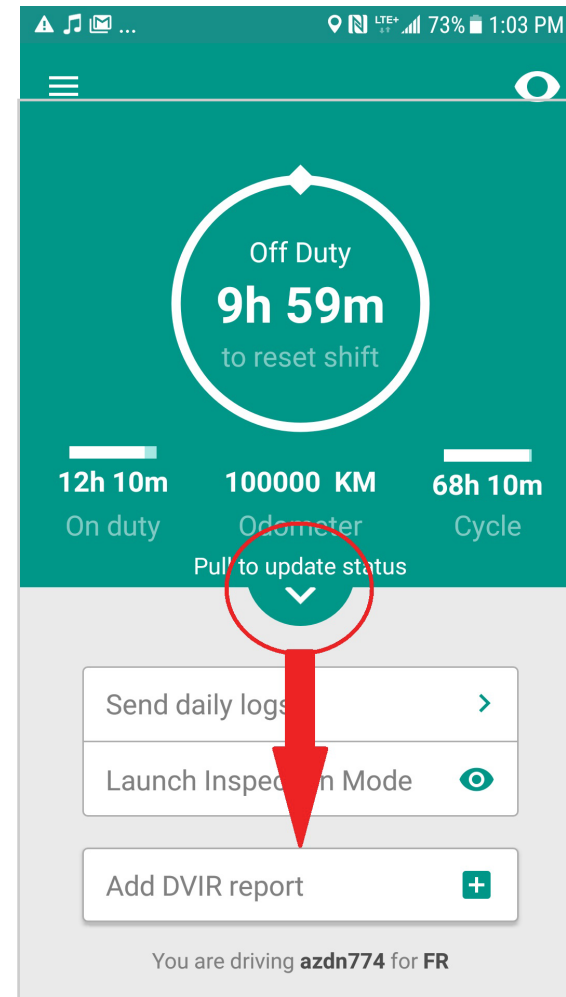 ... LTE+ 73% 1:03 PM
Off Duty
9h 59m
to reset shift
12h 10m 100000 KM 68h 10m
On duty Odometer Cycle
Pull to update status
Send daily logs
Launch Inspection Mode
Add DVIR report
You are driving azdn774 for FR